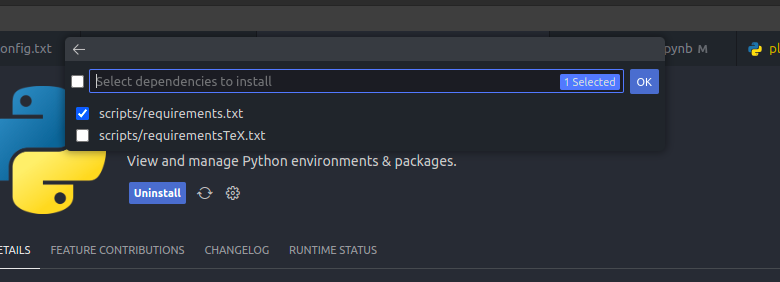 onfig.txt
ynb M
pl
Select dependencies to install
1 Selected
OK
scripts/requirements.txt
scripts/requirementsTeX.txt
View and manage Python environments & packages.
Uninstall
ETAILS FEATURE CONTRIBUTIONS CHANGELOG RUNTIME STATUS